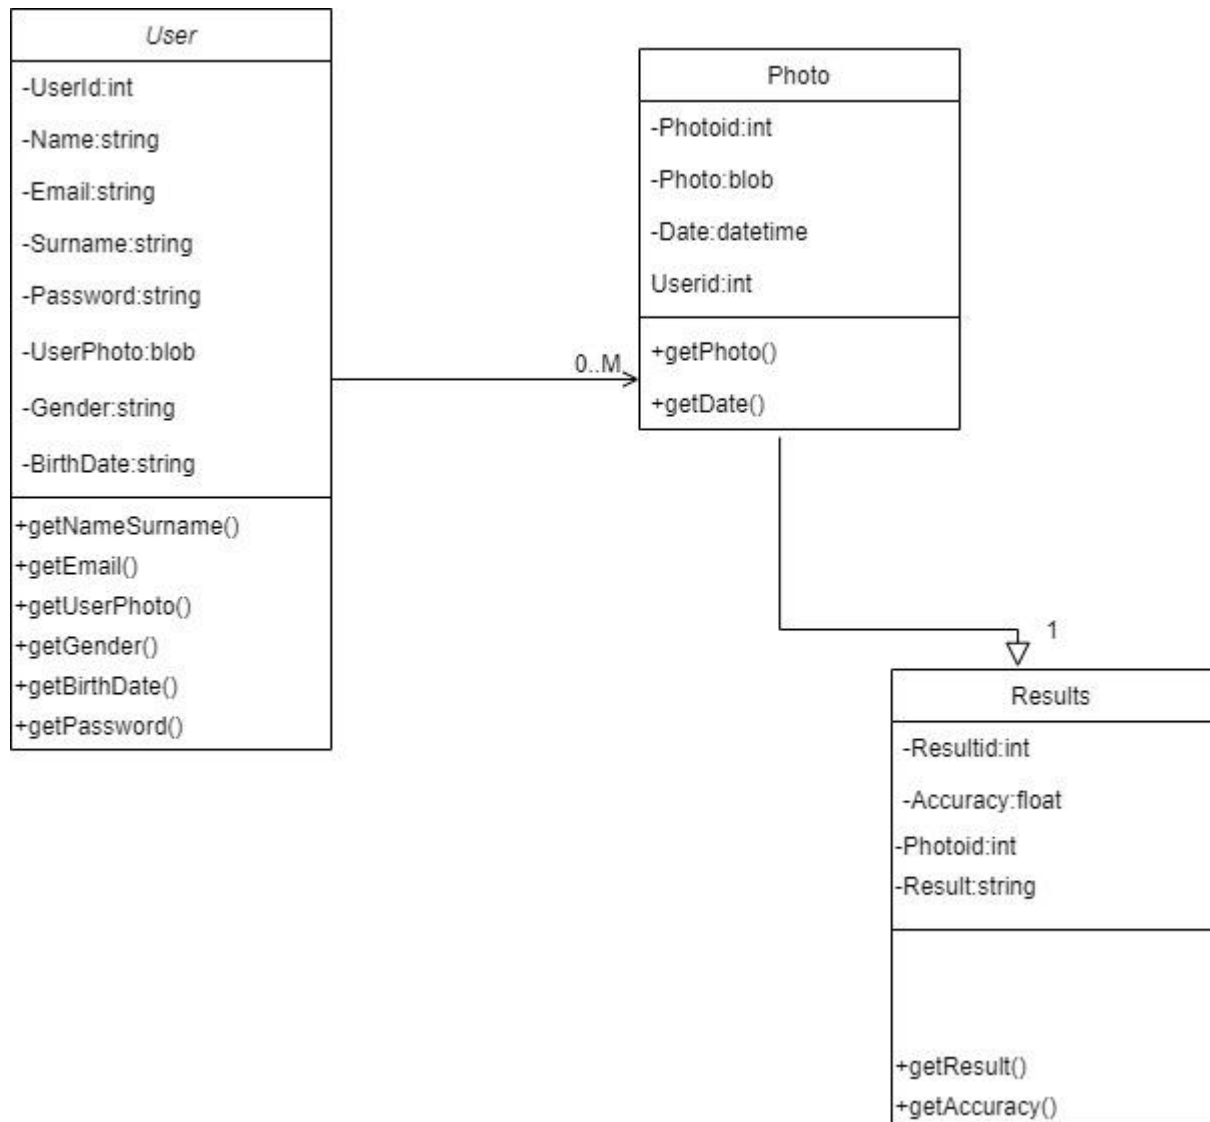 User
-UserId:int
-Name:string
-Email:string
-Surname:string
-Password:string
-UserPhoto:blob
-Gender:string
-BirthDate:string
+getNameSurname()
+getEmail()
+getUserPhoto()
+getGender()
+getBirthDate()
+getPassword()
0..M
Photo
-Photoid:int
-Photo:blob
-Date:datetime
Userid:int
+getPhoto()
+getDate()
1
Results
-Resultid:int
-Accuracy:float
-Photoid:int
-Result:string
+getResult()
+getAccuracy()